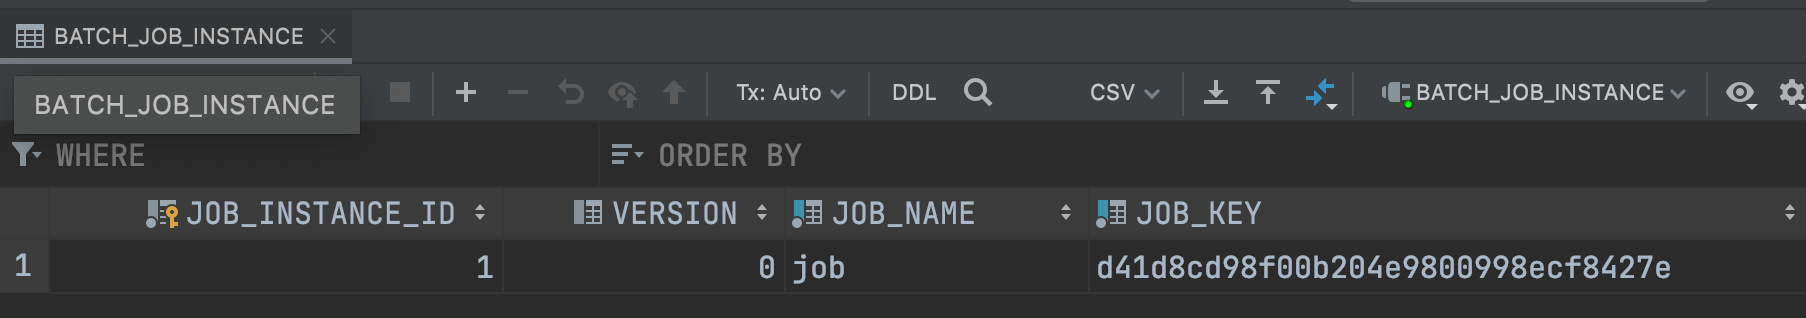 BATCH_JOB_INSTANCE
BATCH_JOB_INSTANCE
Tx: Auto DDL CSV BATCH_JOB_INSTANCE
WHERE ORDER BY
JOB_INSTANCE_ID VERSION JOB_NAME JOB_KEY
1 1 0 job d41d8cd98f00b204e9800998ecf8427e